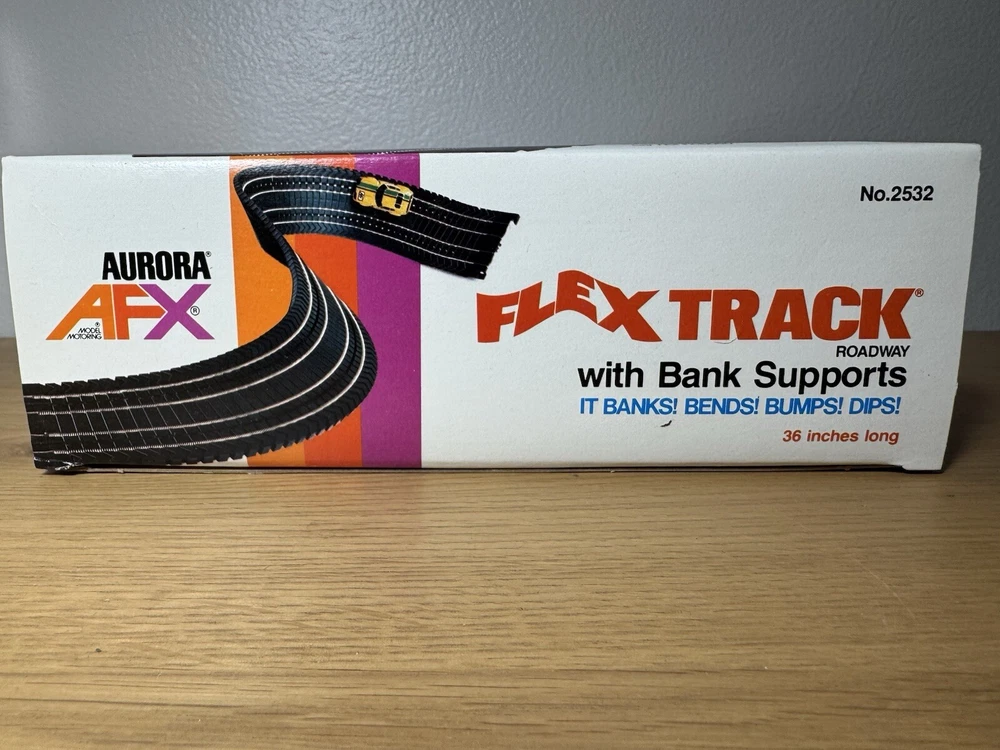 No.2532
AURORA®
AFX®
MODEL
MOTORING®
FLEX TRACK®
ROADWAY
with Bank Supports
IT BANKS! BENDS! BUMPS! DIPS!
36 inches long